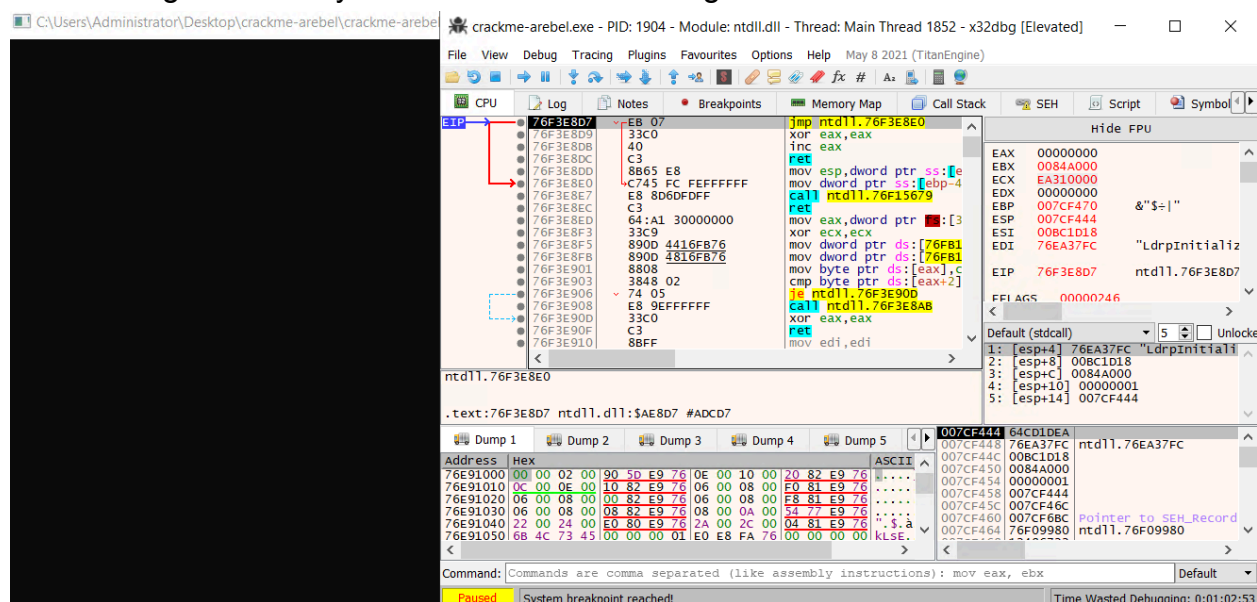 C:\Users\Administrator\Desktop\crackme-arebel\crackme-arebel
crackme-arebel.exe - PID: 1904 - Module: ntdll.dll - Thread: Main Thread 1852 - x32dbg [Elevated]
File View Debug Tracing Plugins Favourites Options Help May 8 2021 (TitanEngine)
CPU Log Notes Breakpoints Memory Map Call Stack SEH Script Symbol
EIP 76F3E8D7 EB 07 jmp ntdll.76F3E8E0
76F3E8D9 33C0 xor eax,eax
76F3E8DB 40 inc eax
76F3E8DC C3 ret
76F3E8DD 8B65 E8 mov esp,dword ptr ss:[e
76F3E8E0 C745 FC FEFFFFFF mov dword ptr ss:[ebp-4
76F3E8E7 E8 8D6DFDFF call ntdll.76F15679
76F3E8EC C3 ret
76F3E8ED 64:A1 30000000 mov eax,dword ptr fs:[3
76F3E8F3 33C9 xor ecx,ecx
76F3E8F5 890D 4416FB76 mov dword ptr ds:[76FB1
76F3E8FB 890D 4816FB76 mov dword ptr ds:[76FB1
76F3E901 8808 mov byte ptr ds:[eax],c
76F3E903 3848 02 cmp byte ptr ds:[eax+2]
76F3E906 74 05 je ntdll.76F3E90D
76F3E908 E8 9EFFFFFF call ntdll.76F3E8AB
76F3E90D 33C0 xor eax,eax
76F3E90F C3 ret
76F3E910 8BFF mov edi,edi
Hide FPU
EAX 00000000
EBX 0084A000
ECX EA310000
EDX 00000000
EBP 007CF470 &"$÷|"
ESP 007CF444
ESI 00BC1D18
EDI 76EA37FC "LdrpInitializ
EIP 76F3E8D7 ntdll.76F3E8D7
EFLAGS 00000246
Default (stdcall) 5 Unlocke
1: [esp+4] 76EA37FC "LdrpInitiali
2: [esp+8] 00BC1D18
3: [esp+C] 0084A000
4: [esp+10] 00000001
5: [esp+14] 007CF444
ntdll.76F3E8E0
.text:76F3E8D7 ntdll.dll:$AE8D7 #ADCD7
Dump 1 Dump 2 Dump 3 Dump 4 Dump 5
Address Hex ASCII
76E91000 00 00 02 00 90 5D E9 76 0E 00 10 00 20 82 E9 76
76E91010 0C 00 0E 00 10 82 E9 76 06 00 08 00 F0 81 E9 76
76E91020 06 00 08 00 00 82 E9 76 06 00 08 00 F8 81 E9 76
76E91030 06 00 08 00 08 82 E9 76 08 00 0A 00 54 77 E9 76
76E91040 22 00 24 00 E0 80 E9 76 2A 00 2C 00 04 81 E9 76 ".$.à
76E91050 6B 4C 73 45 00 00 00 01 E0 E8 FA 76 00 00 00 00 kLsE.
007CF444 64CD1DEA
007CF448 76EA37FC ntdll.76EA37FC
007CF44C 00BC1D18
007CF450 0084A000
007CF454 00000001
007CF458 007CF444
007CF45C 007CF46C
007CF460 007CF6BC Pointer to SEH_Record
007CF464 76F09980 ntdll.76F09980
Command: Commands are comma separated (like assembly instructions): mov eax, ebx Default
Paused System breakpoint reached! Time Wasted Debugging: 0:01:02:53